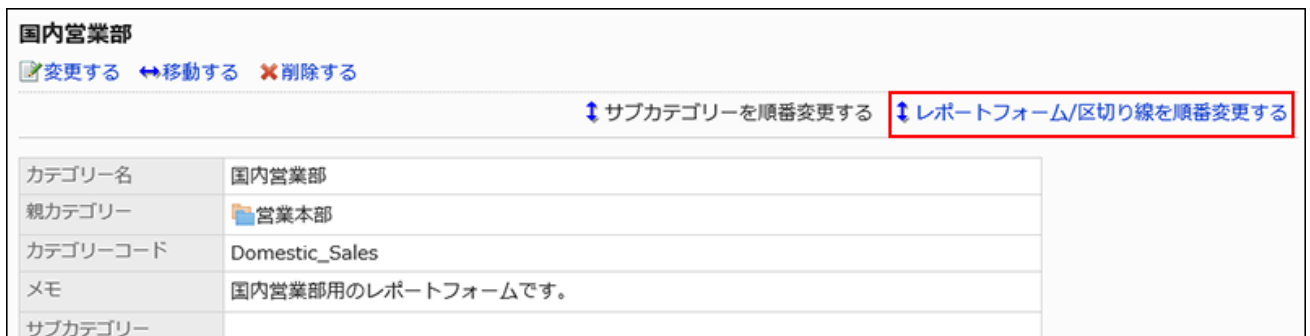 国内営業部
変更する 移動する 削除する
サブカテゴリーを順番変更する レポートフォーム/区切り線を順番変更する
カテゴリー名 国内営業部
親カテゴリー 営業本部
カテゴリーコード Domestic_Sales
メモ 国内営業部用のレポートフォームです。
サブカテゴリー